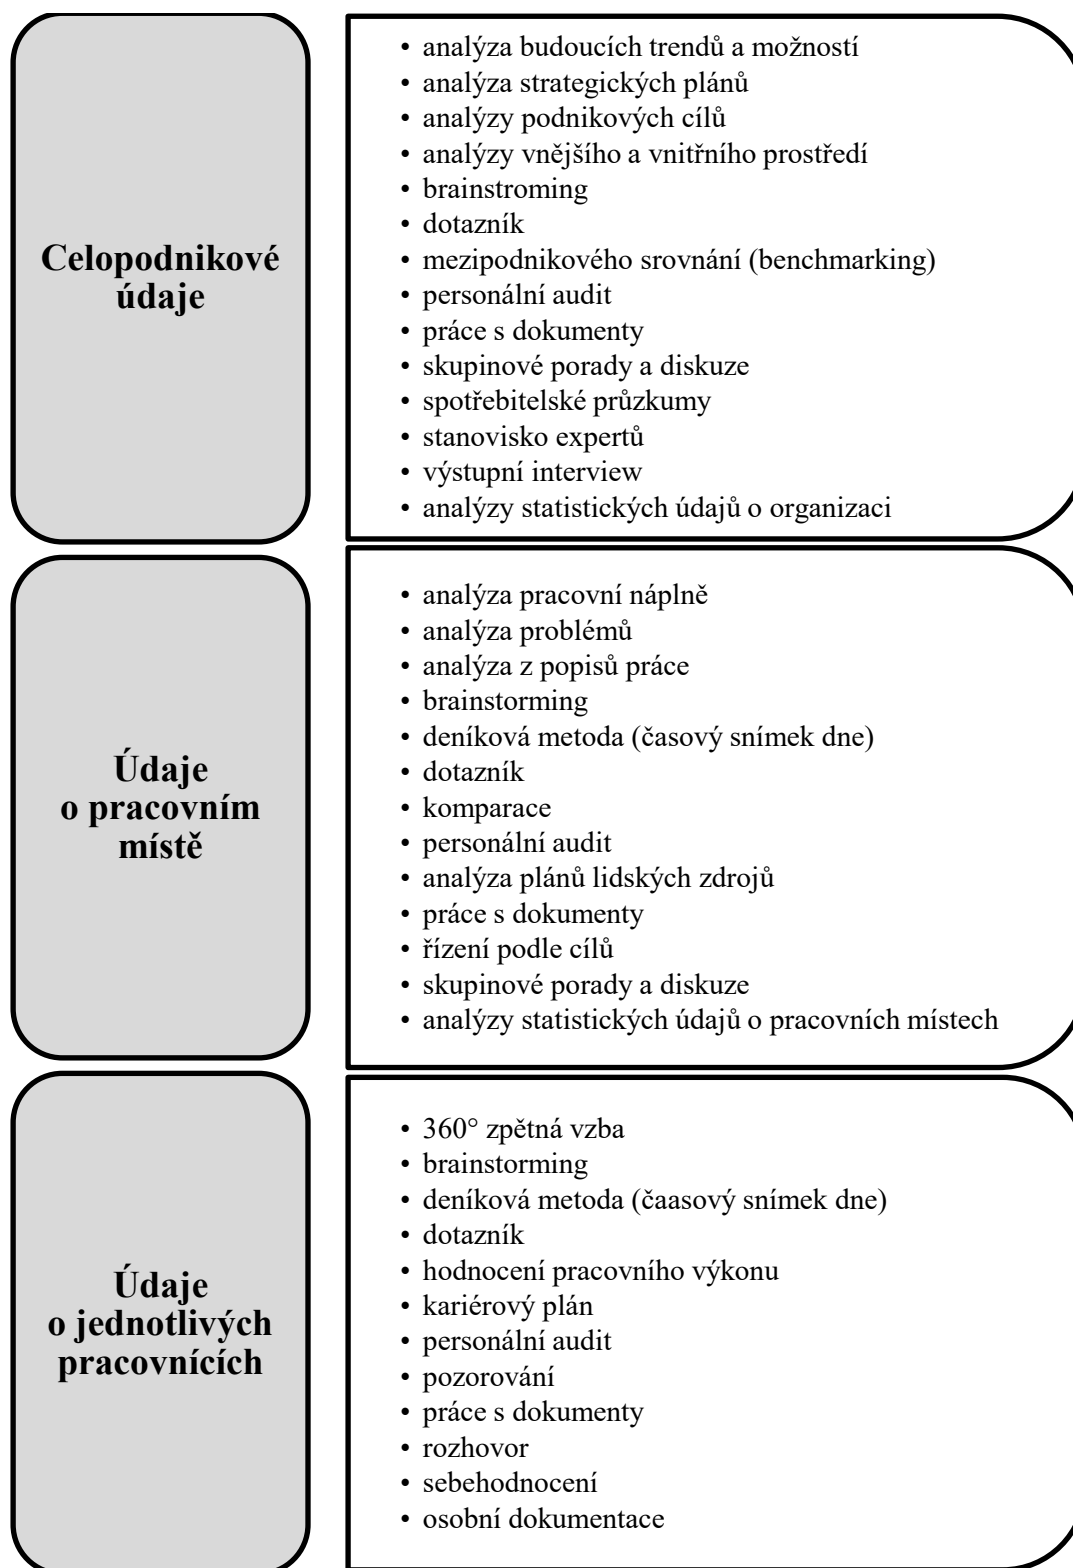 Celopodnikové
údaje
• analýza budoucích trendů a možností
• analýza strategických plánů
• analýzy podnikových cílů
• analýzy vnějšího a vnitřního prostředí
• brainstroming
• dotazník
• mezipodnikového srovnání (benchmarking)
• personální audit
• práce s dokumenty
• skupinové porady a diskuze
• spotřebitelské průzkumy
• stanovisko expertů
• výstupní interview
• analýzy statistických údajů o organizaci
Údaje
o pracovním
místě
• analýza pracovní náplně
• analýza problémů
• analýza z popisů práce
• brainstorming
• deníková metoda (časový snímek dne)
• dotazník
• komparace
• personální audit
• analýza plánů lidských zdrojů
• práce s dokumenty
• řízení podle cílů
• skupinové porady a diskuze
• analýzy statistických údajů o pracovních místech
Údaje
o jednotlivých
pracovnících
• 360° zpětná vzba
• brainstorming
• deníková metoda (čaasový snímek dne)
• dotazník
• hodnocení pracovního výkonu
• kariérový plán
• personální audit
• pozorování
• práce s dokumenty
• rozhovor
• sebehodnocení
• osobní dokumentace